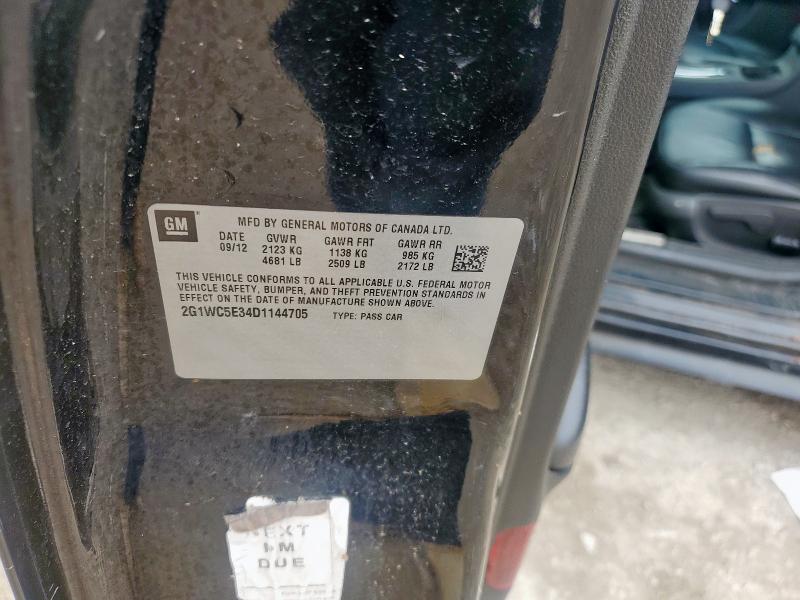 GM
MFD BY GENERAL MOTORS OF CANADA LTD.
DATE GVWR GAWR FRT GAWR RR
09/12 2123 KG 1138 KG 985 KG
4681 LB 2509 LB 2172 LB
THIS VEHICLE CONFORMS TO ALL APPLICABLE U.S. FEDERAL MOTOR
VEHICLE SAFETY, BUMPER, AND THEFT PREVENTION STANDARDS IN
EFFECT ON THE DATE OF MANUFACTURE SHOWN ABOVE.
2G1WC5E34D1144705 TYPE: PASS CAR
NEXT
PM
DUE